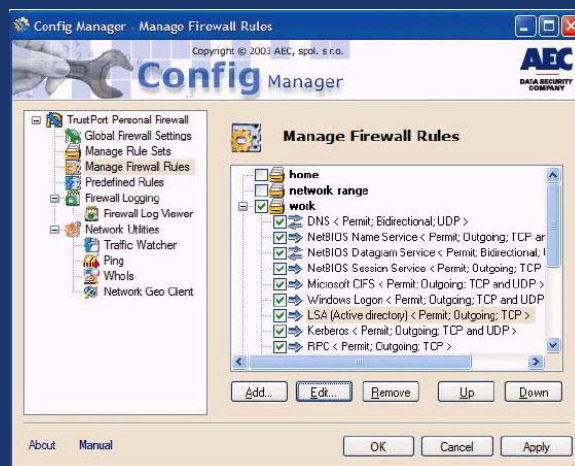 Config Manager - Manage Firewall Rules
Copyright © 2003 AEC, spol. s r.o.
Config Manager
AEC
DATA SECURITY
COMPANY
TrustPort Personal Firewall
Global Firewall Settings
Manage Rule Sets
Manage Firewall Rules
Predefined Rules
Firewall Logging
Firewall Log Viewer
Network Utilities
Traffic Watcher
Ping
WhoIs
Network Geo Client
Manage Firewall Rules
home
network range
work
DNS < Permit; Bidirectional; UDP >
NetBIOS Name Service < Permit; Outgoing; TCP ar
NetBIOS Datagram Service < Permit; Bidirectional; 
NetBIOS Session Service < Permit; Outgoing; TCP
Microsoft CIFS < Permit; Outgoing; TCP and UDP >
Windows Logon < Permit; Outgoing; TCP and UDP
LSA (Active directory) < Permit; Outgoing; TCP >
Kerberos < Permit; Outgoing; TCP and UDP >
RPC < Permit; Outgoing; TCP >
Add...
Edit...
Remove
Up
Down
About
Manual
OK
Cancel
Apply